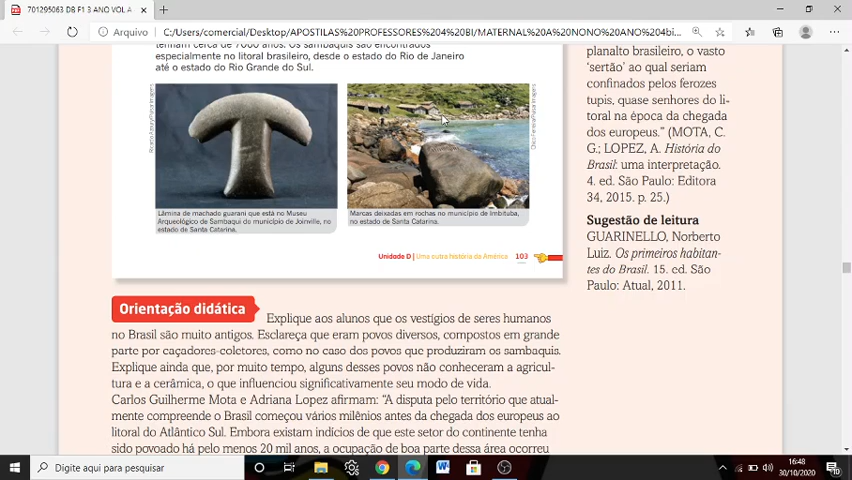 701295063 DB F1 3 ANO VOL A
Arquivo
C:/Users/comercial/Desktop/APOSTILAS%20PROFESSORES%204%20BI/MATERNAL%20A%20NONO%20ANO%204bi...
tenham cerca de 7000 anos. Os sambaquis são encontrados
especialmente no litoral brasileiro, desde o estado do Rio de Janeiro
até o estado do Rio Grande do Sul.
Lâmina de machado guarani que está no Museu
Arqueológico de Sambaqui do município de Joinville, no
estado de Santa Catarina.
Marcas deixadas em rochas no município de Imbituba,
no estado de Santa Catarina.
Unidade D | Uma outra história da América 103
planalto brasileiro, o vasto
‘sertão’ ao qual seriam
confinados pelos ferozes
tupis, quase senhores do li-
toral na época da chegada
dos europeus.” (MOTA, C.
G.; LOPEZ, A. História do
Brasil: uma interpretação.
4. ed. São Paulo: Editora
34, 2015. p. 25.)
Sugestão de leitura
GUARINELLO, Norberto
Luiz. Os primeiros habitan-
tes do Brasil. 15. ed. São
Paulo: Atual, 2011.
Orientação didática
Explique aos alunos que os vestígios de seres humanos
no Brasil são muito antigos. Esclareça que eram povos diversos, compostos em grande
parte por caçadores-coletores, como no caso dos povos que produziram os sambaquis.
Explique ainda que, por muito tempo, alguns desses povos não conheceram a agricul-
tura e a cerâmica, o que influenciou significativamente seu modo de vida.
Carlos Guilherme Mota e Adriana Lopez afirmam: “A disputa pelo território que atual-
mente compreende o Brasil começou vários milênios antes da chegada dos europeus ao
litoral do Atlântico Sul. Embora existam indícios de que este setor do continente tenha
sido povoado há pelo menos 20 mil anos, a ocupação de boa parte dessa área ocorreu
Digite aqui para pesquisar
16:48
30/10/2020